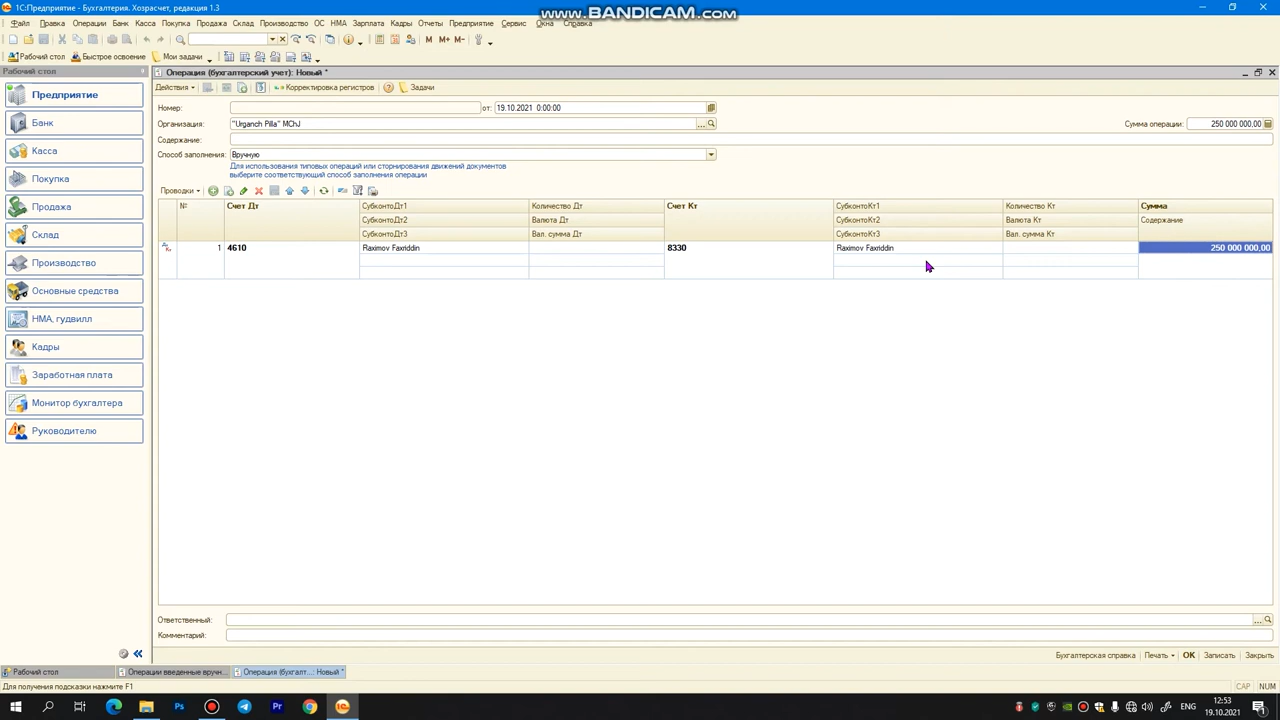 1С:Предприятие - Бухгалтерия. Хозрасчет, редакция 1.3
www.BANDICAM.com
Файл Правка Операции Банк Касса Покупка Продажа Склад Производство ОС НМА Зарплата Кадры Отчеты Предприятие Сервис Окна Справка
M M+ M-
Рабочий стол Быстрое освоение Мои задачи
Рабочий стол
Операция (бухгалтерский учет): Новый *
Действия Корректировка регистров Задачи
Предприятие
Банк
Касса
Покупка
Продажа
Склад
Производство
Основные средства
НМА, гудвилл
Кадры
Заработная плата
Монитор бухгалтера
Руководителю
Номер: от: 19.10.2021 0:00:00
Организация: "Urganch Pilla" MChJ Сумма операции: 250 000 000,00
Содержание:
Способ заполнения: Вручную
Для использования типовых операций или сторнирования движений документов
выберите соответствующий способ заполнения операции
Проводки
№ Счет Дт СубконтоДт1 Количество Дт Счет Кт СубконтоКт1 Количество Кт Сумма
СубконтоДт2 Валюта Дт СубконтоКт2 Валюта Кт Содержание
СубконтоДт3 Вал. сумма Дт СубконтоКт3 Вал. сумма Кт
1 4610 Raximov Faxriddin 8330 Raximov Faxriddin 250 000 000,00
Ответственный:
Комментарий:
Бухгалтерская справка Печать OK Записать Закрыть
Рабочий стол Операции введенные вручн... Операция (бухгалт...: Новый *
Для получения подсказки нажмите F1 CAP NUM
ENG 12:53
19.10.2021